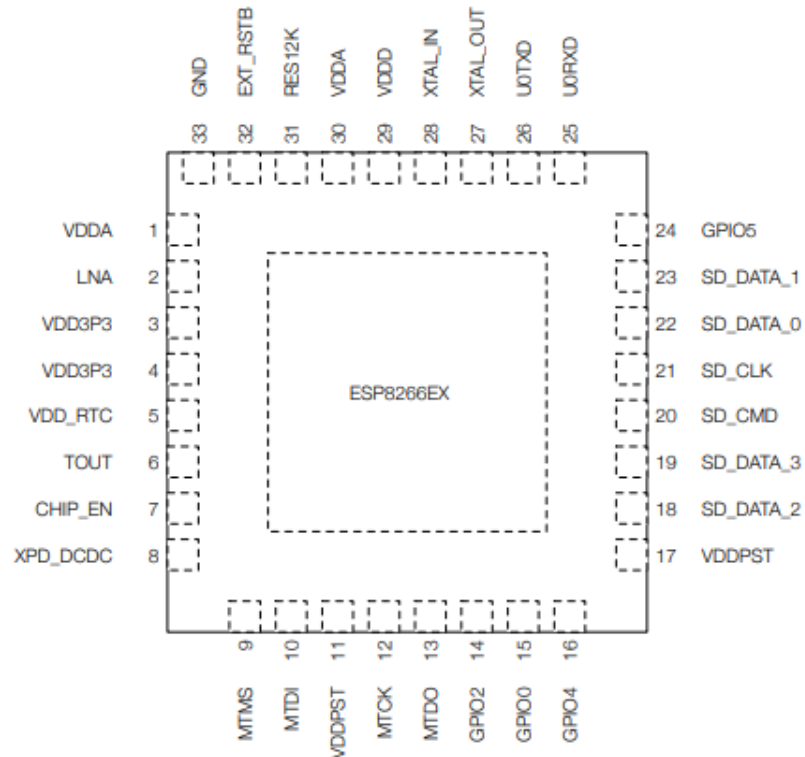 GND
EXT_RSTB
RES12K
VDDA
VDDD
XTAL_IN
XTAL_OUT
U0TXD
U0RXD
33
32
31
30
29
28
27
26
25
VDDA 1
LNA 2
VDD3P3 3
VDD3P3 4
VDD_RTC 5
TOUT 6
CHIP_EN 7
XPD_DCDC 8
ESP8266EX
24 GPIO5
23 SD_DATA_1
22 SD_DATA_0
21 SD_CLK
20 SD_CMD
19 SD_DATA_3
18 SD_DATA_2
17 VDDPST
9
10
11
12
13
14
15
16
MTMS
MTDI
VDDPST
MTCK
MTDO
GPIO2
GPIO0
GPIO4